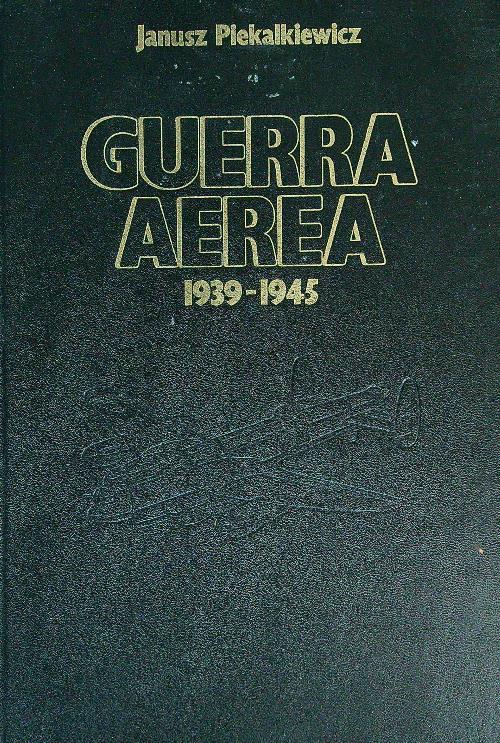 Janusz Piekalkiewicz
GUERRA
AEREA
1939-1945